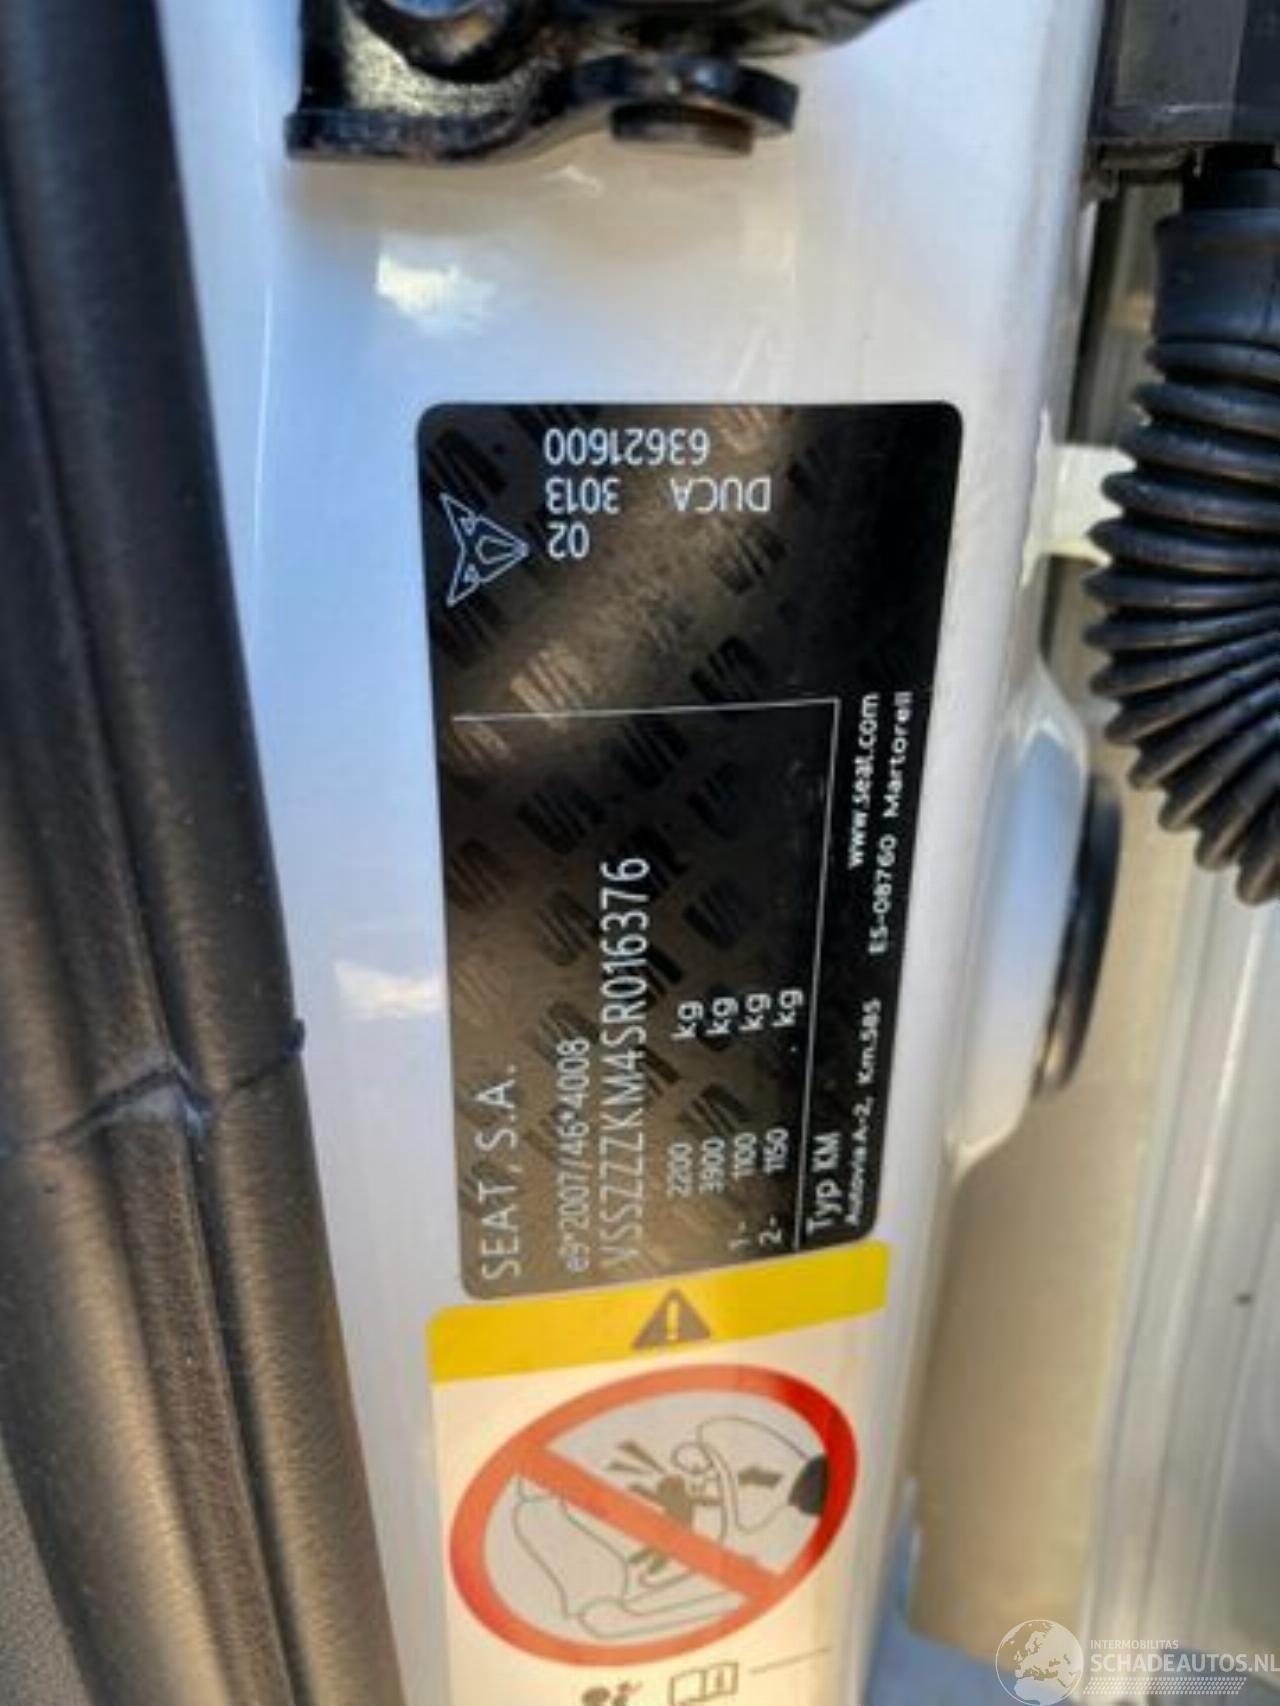 SEAT, S.A.
e9*2007/46*4008
VSSZZZKM4SR016376
2200 kg
3900 kg
1- 1100 kg
2- 1150 kg
Typ KM
www.seat.com
Autovia A-2, Km.585 ES-08760 Martorell
02
3013
63621600
DUCA
INTERMOBILITAS
SCHADEAUTOS.NL